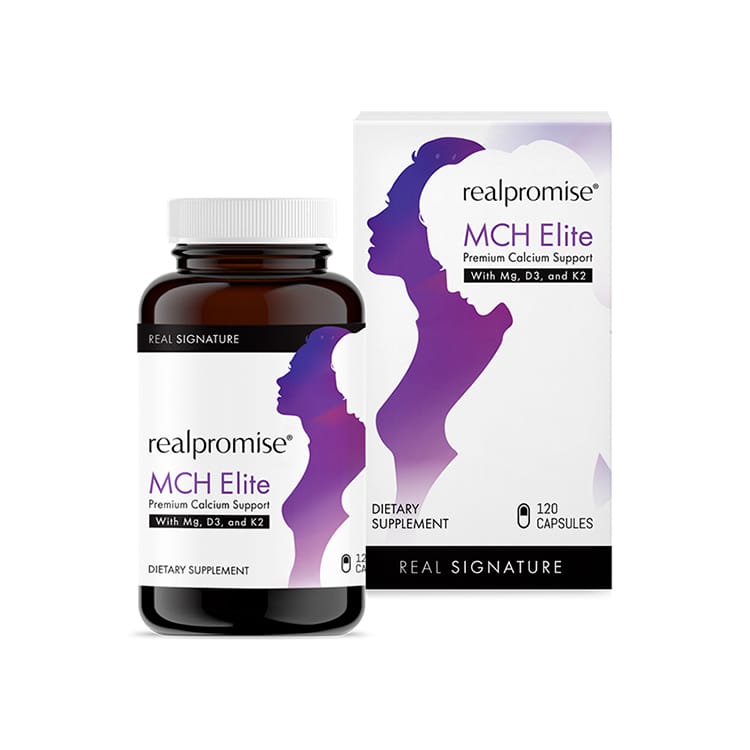 REAL SIGNATURE
realpromise®
MCH Elite
Premium Calcium Support
With Mg, D3, and K2
DIETARY SUPPLEMENT
realpromise®
MCH Elite
Premium Calcium Support
With Mg, D3, and K2
DIETARY
SUPPLEMENT
120
CAPSULES
REAL SIGNATURE